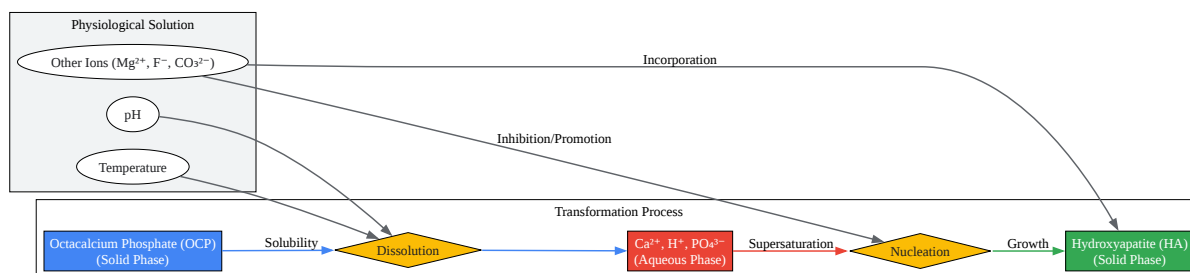 Physiological Solution
Other Ions (Mg²⁺, F⁻, CO₃²⁻)
Incorporation
pH
Inhibition/Promotion
Temperature
Transformation Process
Octacalcium Phosphate (OCP)
(Solid Phase)
Solubility
Dissolution
Ca²⁺, H⁺, PO₄³⁻
(Aqueous Phase)
Supersaturation
Nucleation
Growth
Hydroxyapatite (HA)
(Solid Phase)